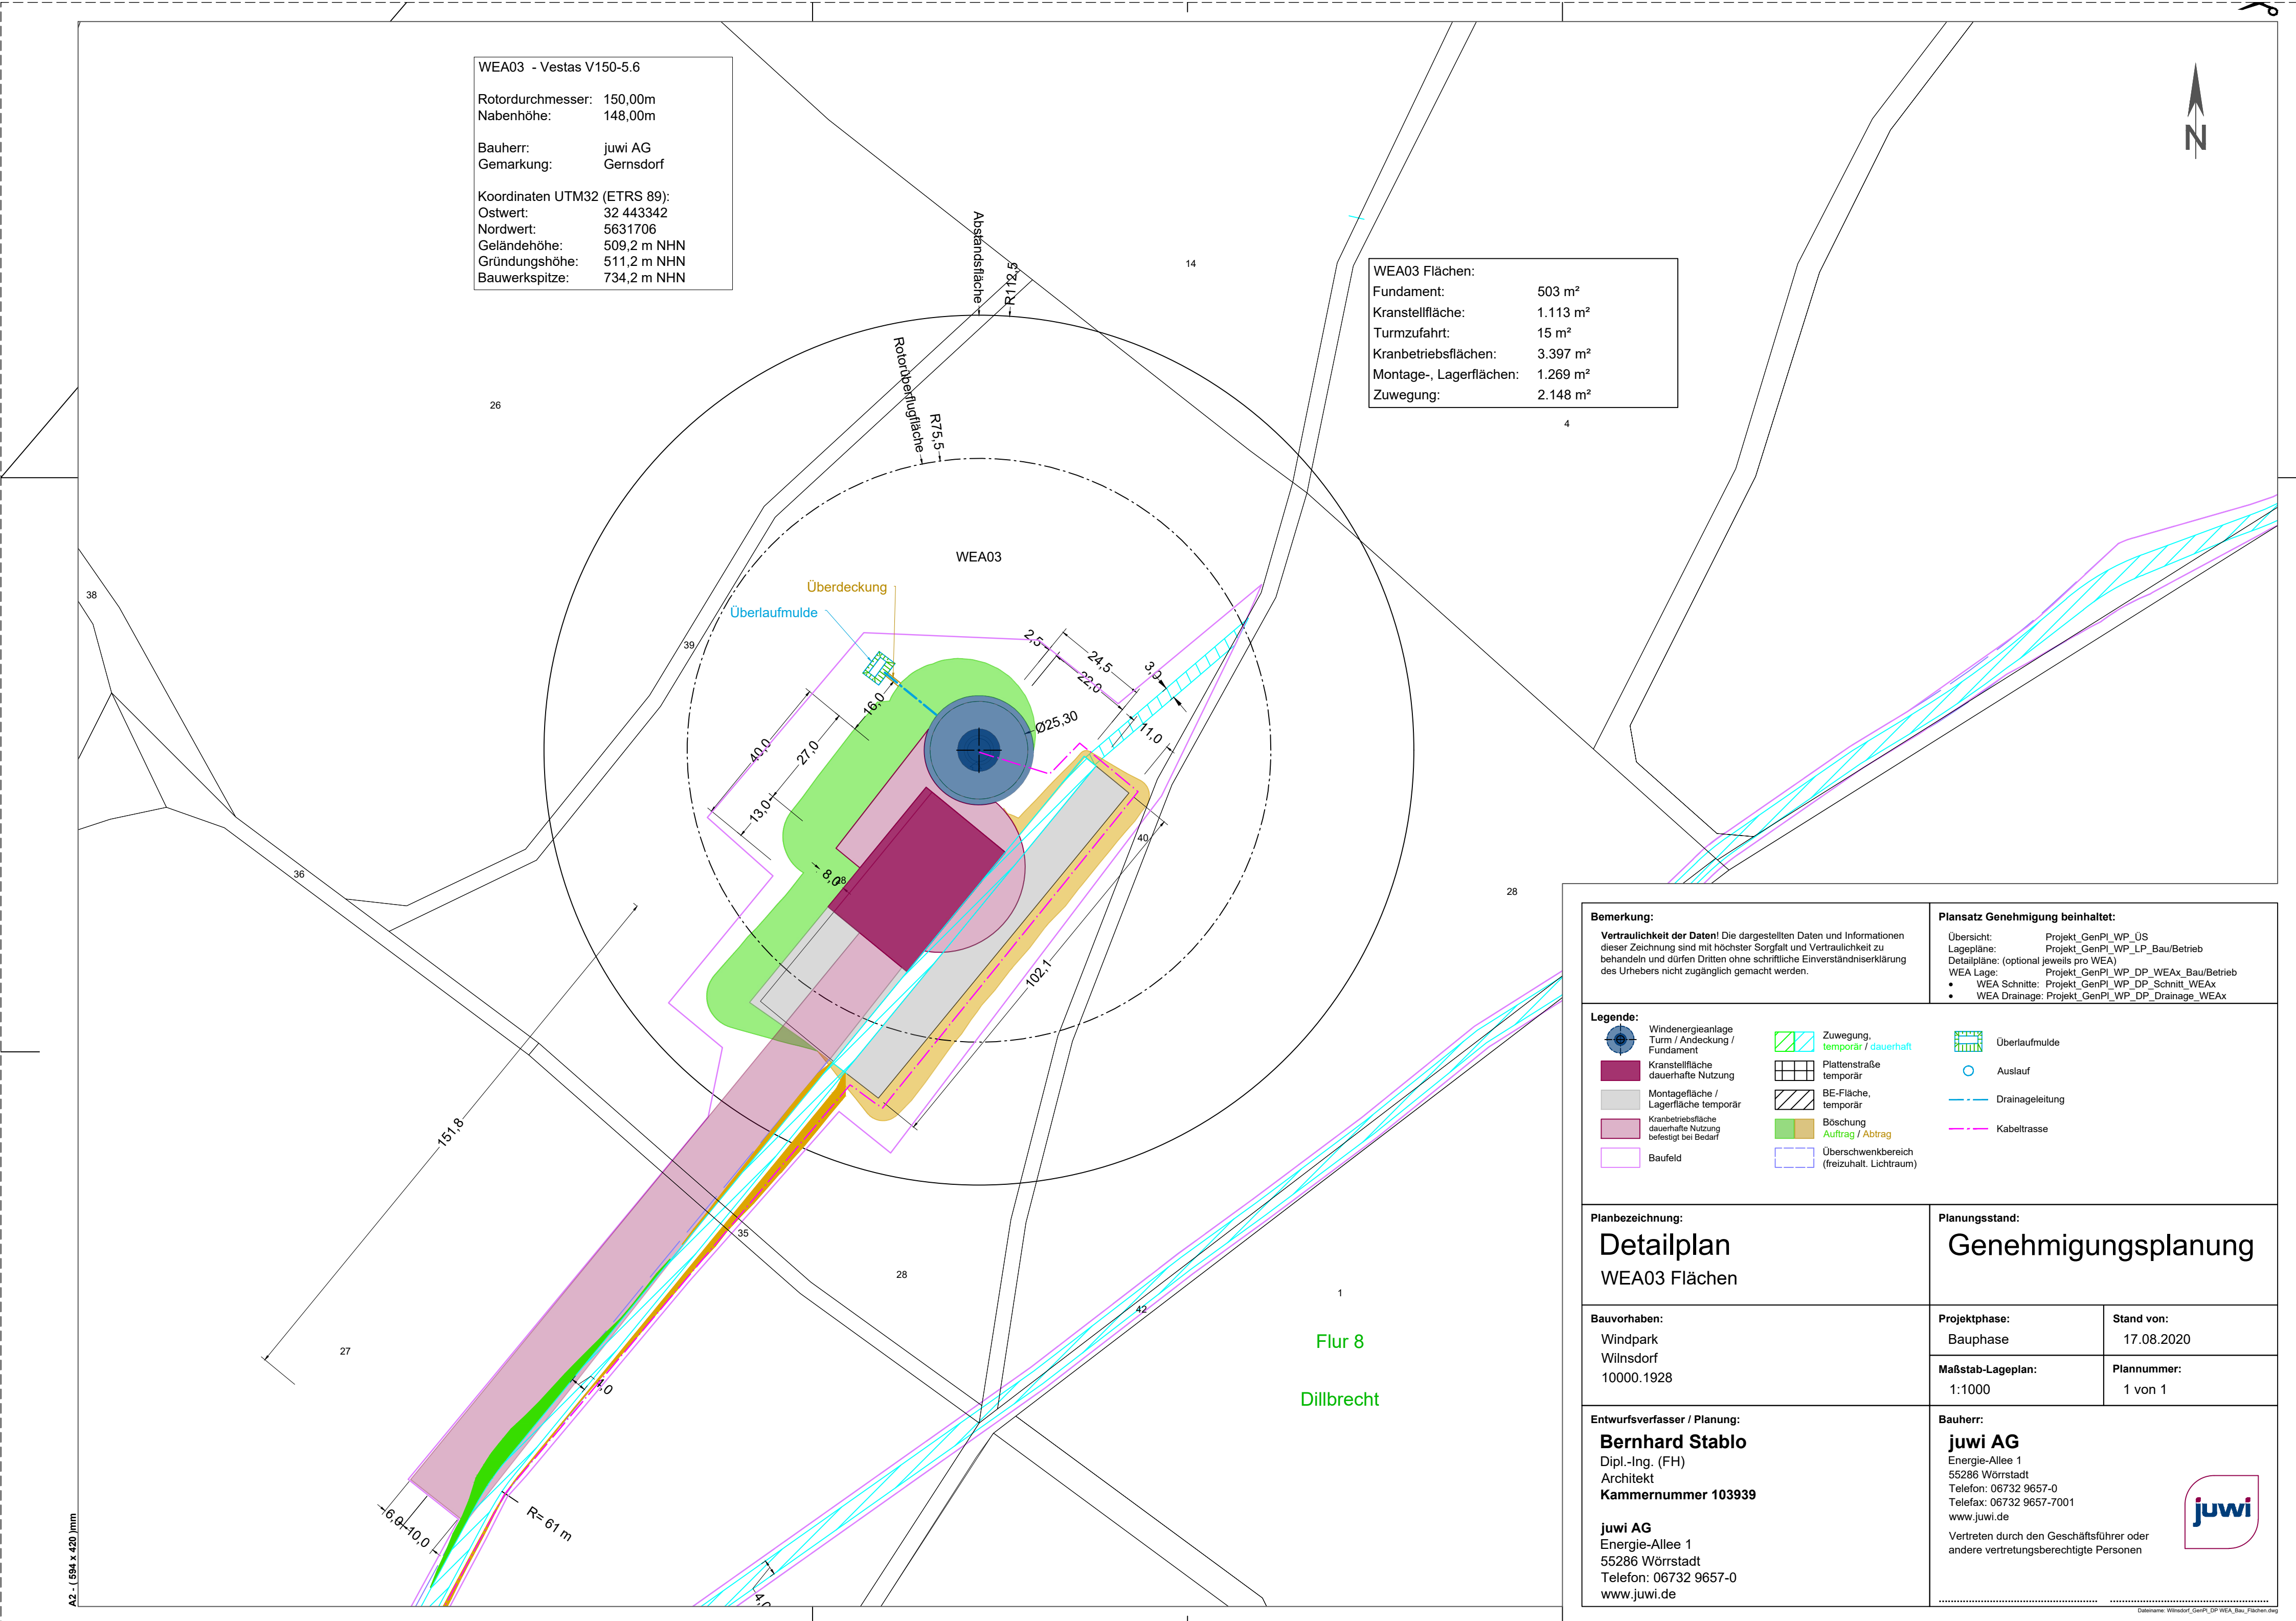 WEA03 - Vestas V150-5.6
Rotordurchmesser: 150,00m
Nabenhöhe: 148,00m
Bauherr: juwi AG
Gemarkung: Gernsdorf
Koordinaten UTM32 (ETRS 89):
Ostwert: 32 443342
Nordwert: 5631706
Geländehöhe: 509,2 m NHN
Gründungshöhe: 511,2 m NHN
Bauwerkspitze: 734,2 m NHN
N
Abstandsfläche
R112,5
14
WEA03 Flächen:
Fundament: 503 m²
Kranstellfläche: 1.113 m²
Turmzufahrt: 15 m²
Kranbetriebsflächen: 3.397 m²
Montage-, Lagerflächen: 1.269 m²
Zuwegung: 2.148 m²
4
26
Rotorüberflugfläche
R75,5
WEA03
Überdeckung
Überlaufmulde
38
39
2,5
24,5
22,0
3,0
16,0
Ø25,30
11,0
40,0
27,0
13,0
40
8,0
28
36
28
102,1
151,8
35
28
1
42
27
Flur 8
Dillbrecht
4,0
6,0
10,0
R= 61 m
4,0
A2 - ( 594 x 420 )mm
Bemerkung:
Vertraulichkeit der Daten! Die dargestellten Daten und Informationen
dieser Zeichnung sind mit höchster Sorgfalt und Vertraulichkeit zu
behandeln und dürfen Dritten ohne schriftliche Einverständniserklärung
des Urhebers nicht zugänglich gemacht werden.
Plansatz Genehmigung beinhaltet:
Übersicht: Projekt_GenPl_WP_ÜS
Lagepläne: Projekt_GenPl_WP_LP_Bau/Betrieb
Detailpläne: (optional jeweils pro WEA)
WEA Lage: Projekt_GenPl_WP_DP_WEAx_Bau/Betrieb
• WEA Schnitte: Projekt_GenPl_WP_DP_Schnitt_WEAx
• WEA Drainage: Projekt_GenPl_WP_DP_Drainage_WEAx
Legende:
Windenergieanlage
Turm / Andeckung /
Fundament
Kranstellfläche
dauerhafte Nutzung
Montagefläche /
Lagerfläche temporär
Kranbetriebsfläche
dauerhafte Nutzung
befestigt bei Bedarf
Baufeld
Zuwegung,
temporär / dauerhaft
Plattenstraße
temporär
BE-Fläche,
temporär
Böschung
Auftrag / Abtrag
Überschwenkbereich
(freizuhalt. Lichtraum)
Überlaufmulde
Auslauf
Drainageleitung
Kabeltrasse
Planbezeichnung:
Detailplan
WEA03 Flächen
Planungsstand:
Genehmigungsplanung
Bauvorhaben:
Windpark
Wilnsdorf
10000.1928
Projektphase:
Bauphase
Stand von:
17.08.2020
Maßstab-Lageplan:
1:1000
Plannummer:
1 von 1
Entwurfsverfasser / Planung:
Bernhard Stablo
Dipl.-Ing. (FH)
Architekt
Kammernummer 103939
juwi AG
Energie-Allee 1
55286 Wörrstadt
Telefon: 06732 9657-0
www.juwi.de
Bauherr:
juwi AG
Energie-Allee 1
55286 Wörrstadt
Telefon: 06732 9657-0
Telefax: 06732 9657-7001
www.juwi.de
Vertreten durch den Geschäftsführer oder
andere vertretungsberechtigte Personen
juwi
Dateiname: Wilnsdorf_GenPl_DP WEA_Bau_Flächen.dwg